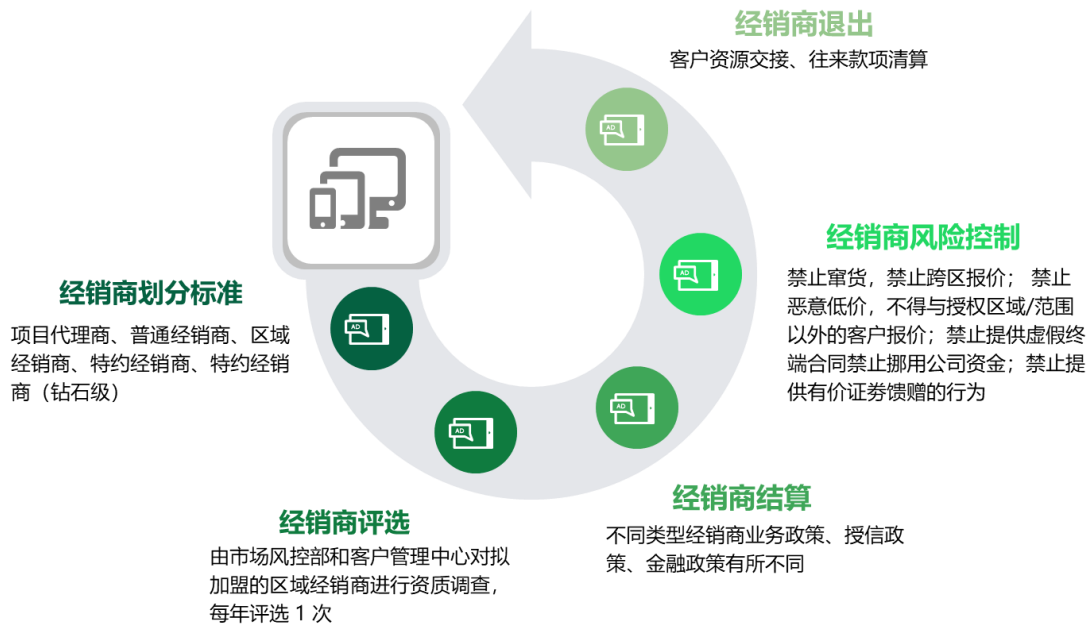 经销商退出
客户资源交接、往来款项清算
经销商风险控制
禁止窜货，禁止跨区报价； 禁止
恶意低价，不得与授权区域/范围
以外的客户报价；禁止提供虚假终
端合同禁止挪用公司资金；禁止提
供有价证劵馈赠的行为
经销商划分标准
项目代理商、普通经销商、区域
经销商、特约经销商、特约经销
商（钻石级）
经销商评选
由市场风控部和客户管理中心对拟
加盟的区域经销商进行资质调查，
每年评选 1 次
经销商结算
不同类型经销商业务政策、授信政
策、金融政策有所不同
AD
AD
AD
AD
AD